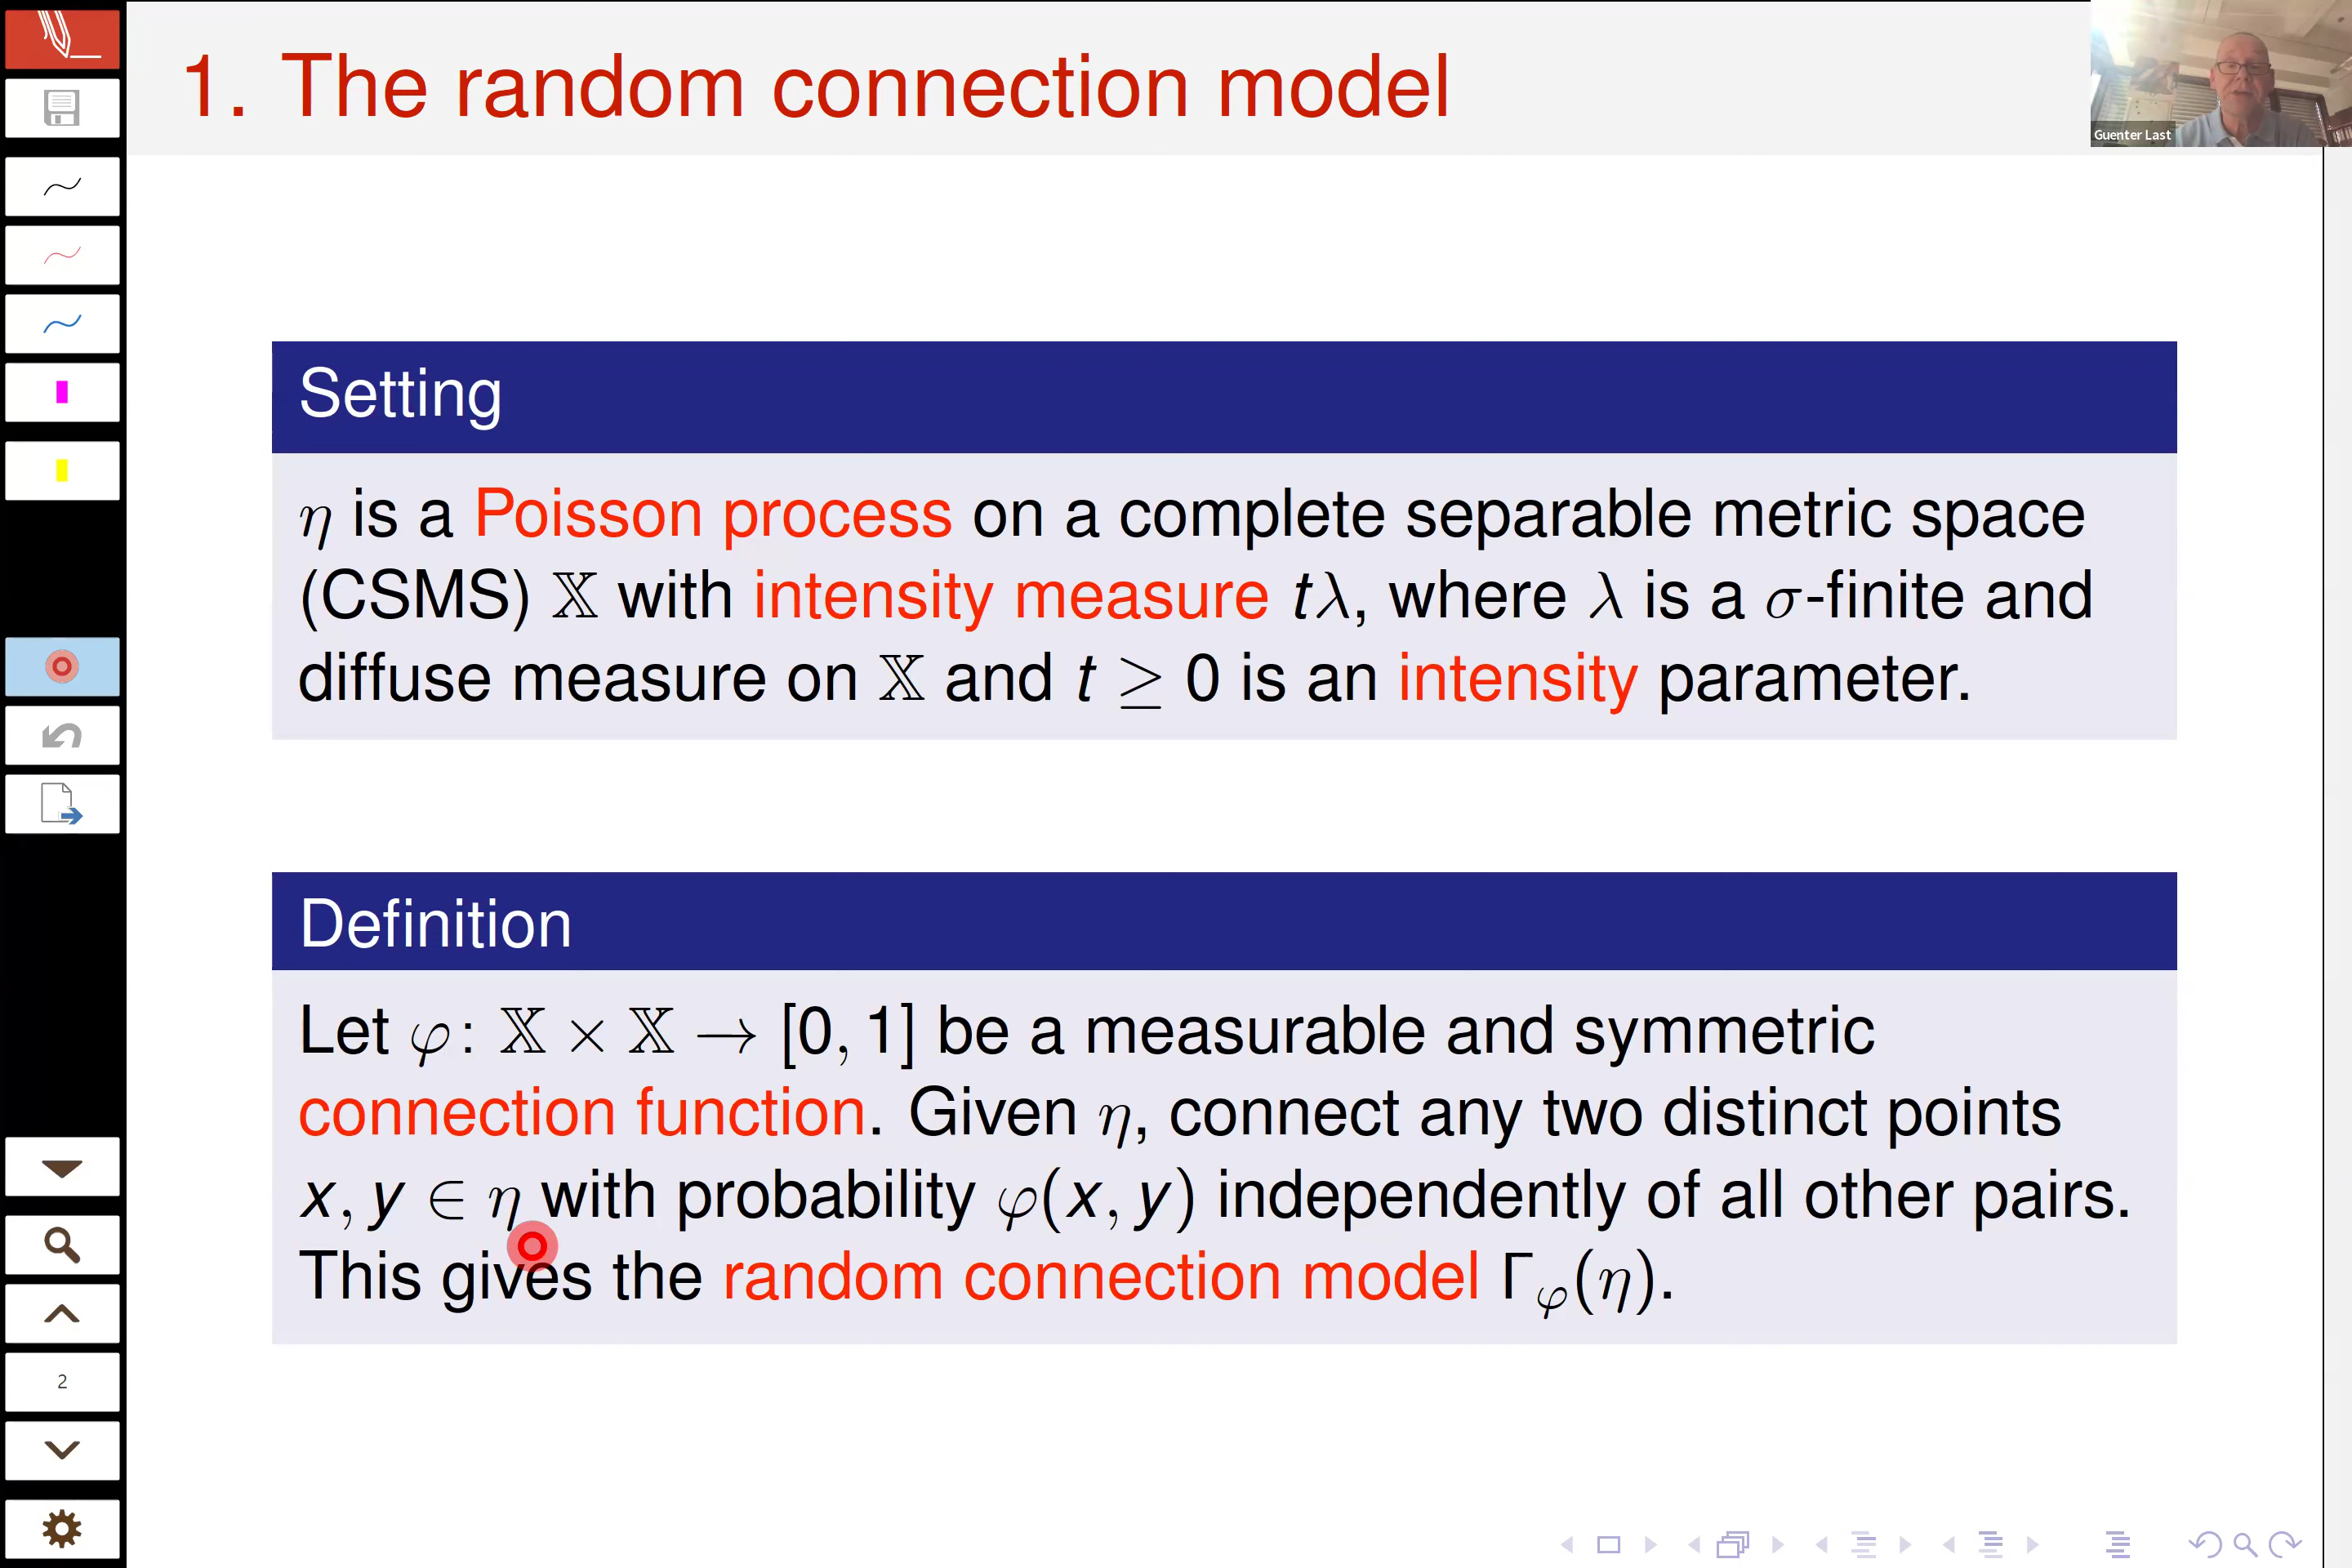 1. The random connection model
Guenter Last
Setting
η is a Poisson process on a complete separable metric space
(CSMS) 𝕏 with intensity measure tλ, where λ is a σ-finite and
diffuse measure on 𝕏 and t ≥ 0 is an intensity parameter.
Definition
Let φ: 𝕏 × 𝕏 → [0, 1] be a measurable and symmetric
connection function. Given η, connect any two distinct points
x, y ∈ η with probability φ(x, y) independently of all other pairs.
This gives the random connection model Γ_φ(η).
2